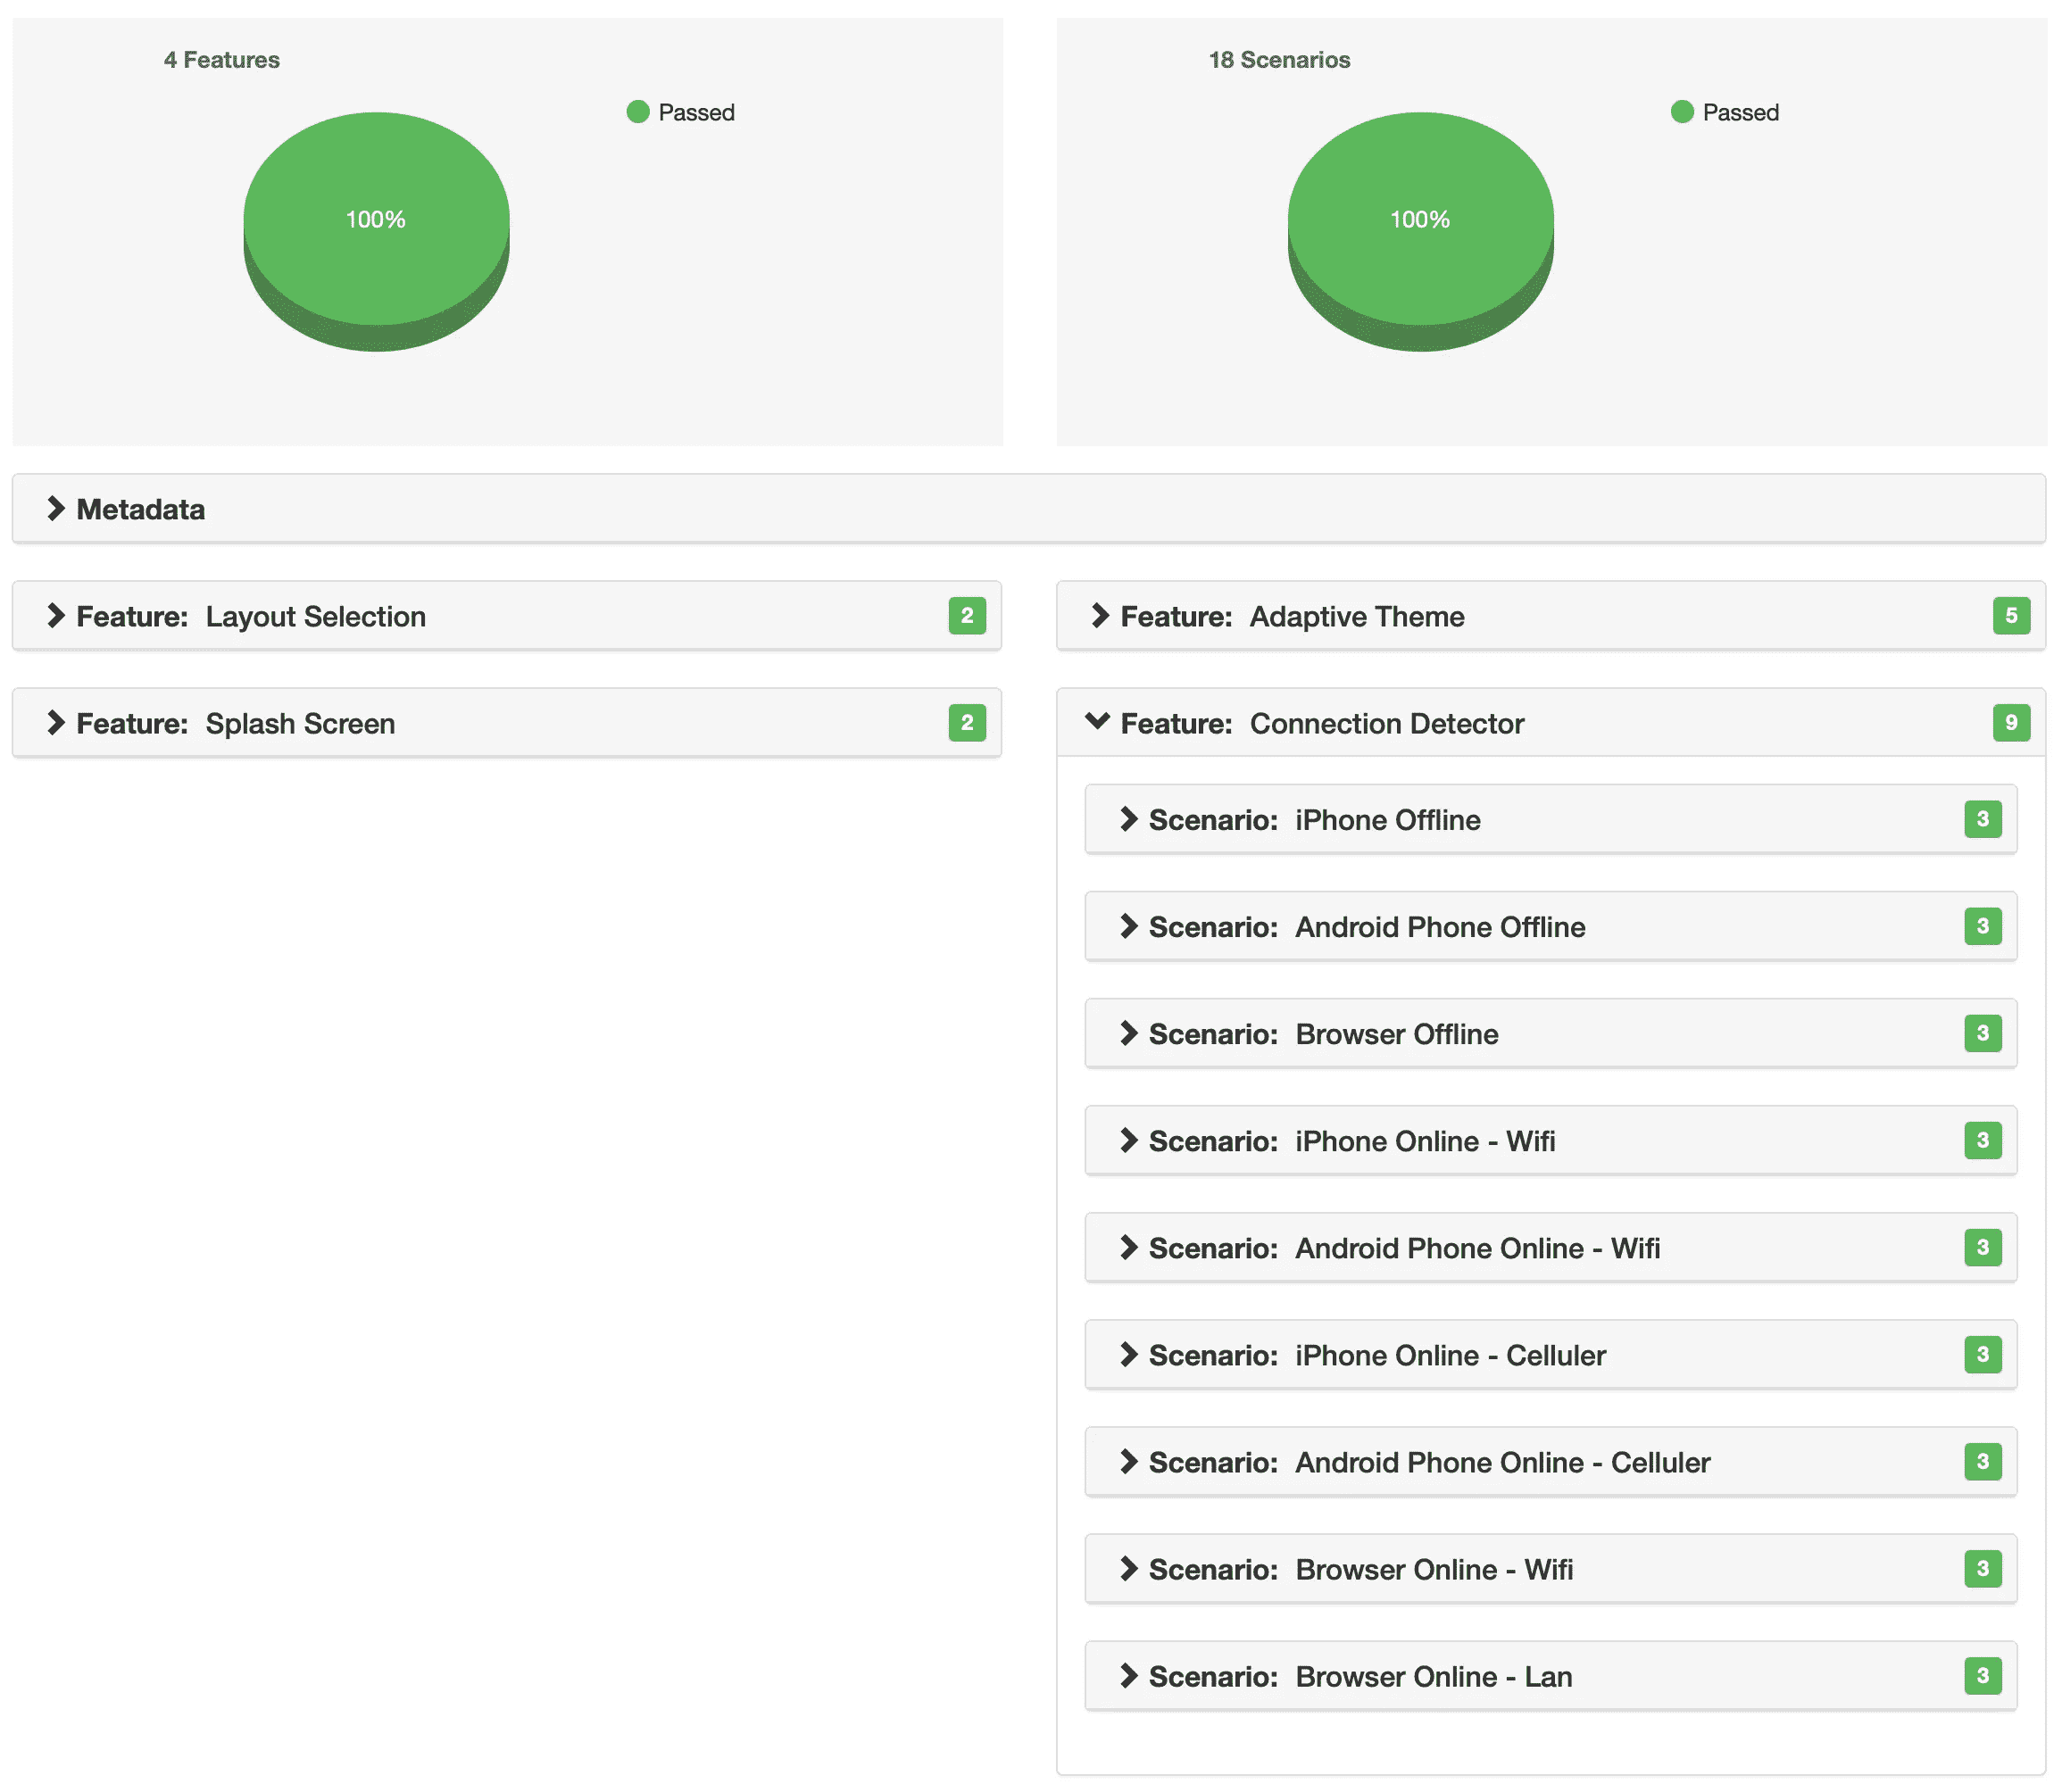 4 Features
Passed
100%
18 Scenarios
Passed
100%
Metadata
Feature: Layout Selection 2
Feature: Adaptive Theme 5
Feature: Splash Screen 2
Feature: Connection Detector 9
Scenario: iPhone Offline 3
Scenario: Android Phone Offline 3
Scenario: Browser Offline 3
Scenario: iPhone Online - Wifi 3
Scenario: Android Phone Online - Wifi 3
Scenario: iPhone Online - Celluler 3
Scenario: Android Phone Online - Celluler 3
Scenario: Browser Online - Wifi 3
Scenario: Browser Online - Lan 3